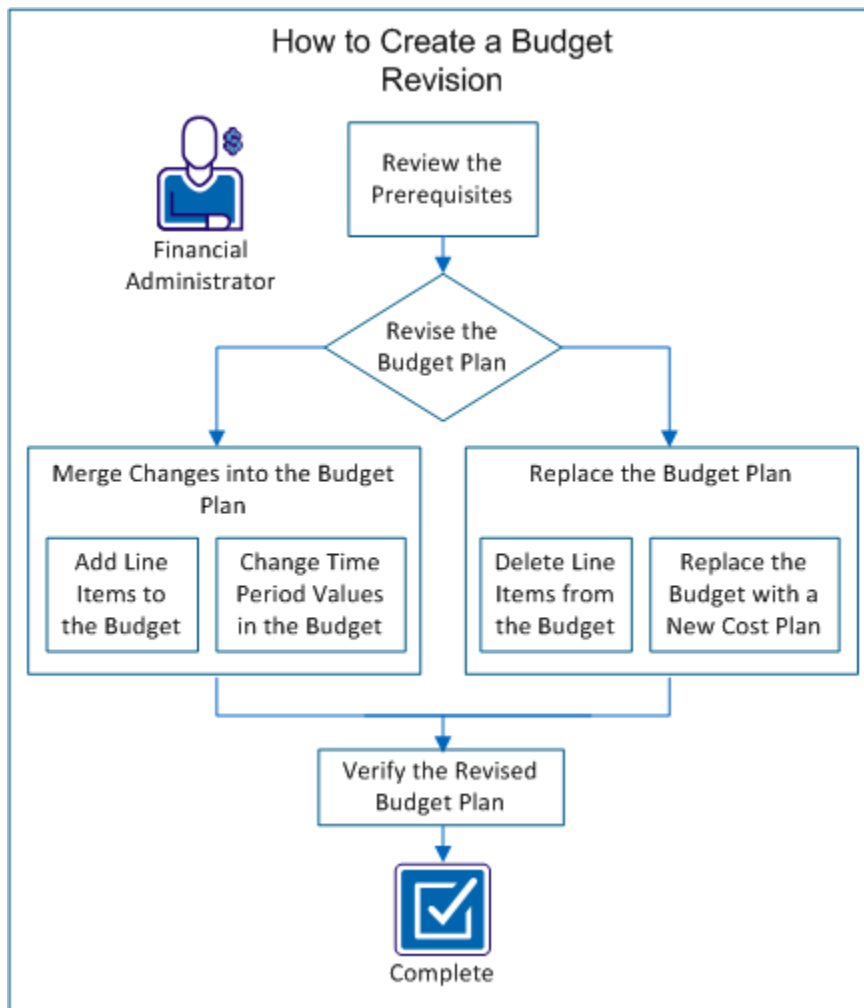 How to Create a Budget
Revision
Financial
Administrator
Review the
Prerequisites
Revise the
Budget Plan
Merge Changes into the Budget
Plan
Add Line
Items to
the Budget
Change Time
Period Values
in the Budget
Replace the Budget Plan
Delete Line
Items from
the Budget
Replace the
Budget with a
New Cost Plan
Verify the Revised
Budget Plan
Complete